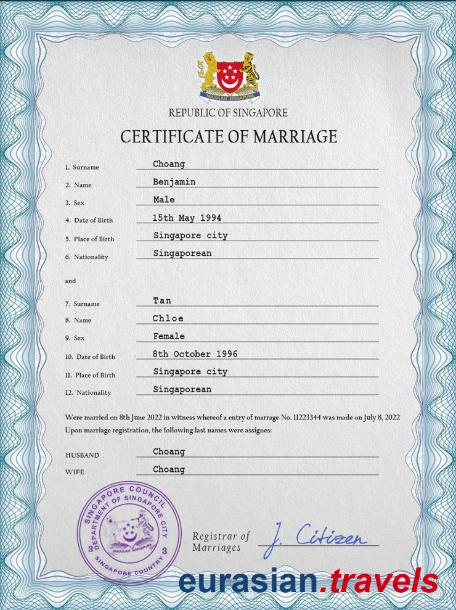 REPUBLIC OF SINGAPORE
CERTIFICATE OF MARRIAGE
1. Surname Choang
2. Name Benjamin
3. Sex Male
4. Date of Birth 15th May 1994
5. Place of Birth Singapore city
6. Nationality Singaporean
and
7. Surname Tan
8. Name Chloe
9. Sex Female
10. Date of Birth 8th October 1996
11. Place of Birth Singapore city
12. Nationality Singaporean
Were married on 8th June 2022 in witness whereof a entry of marrage No. 11223344 was made on July 8, 2022
Upon marriage registration, the following last names were assignes:
HUSBAND Choang
WIFE Choang
SINGAPORE COUNCIL
DEPARTMENT OF SINGAPORE CITY
SINGAPORE COUNTRY
Registrar of
Marriages
J. Citizen
eurasian.travels